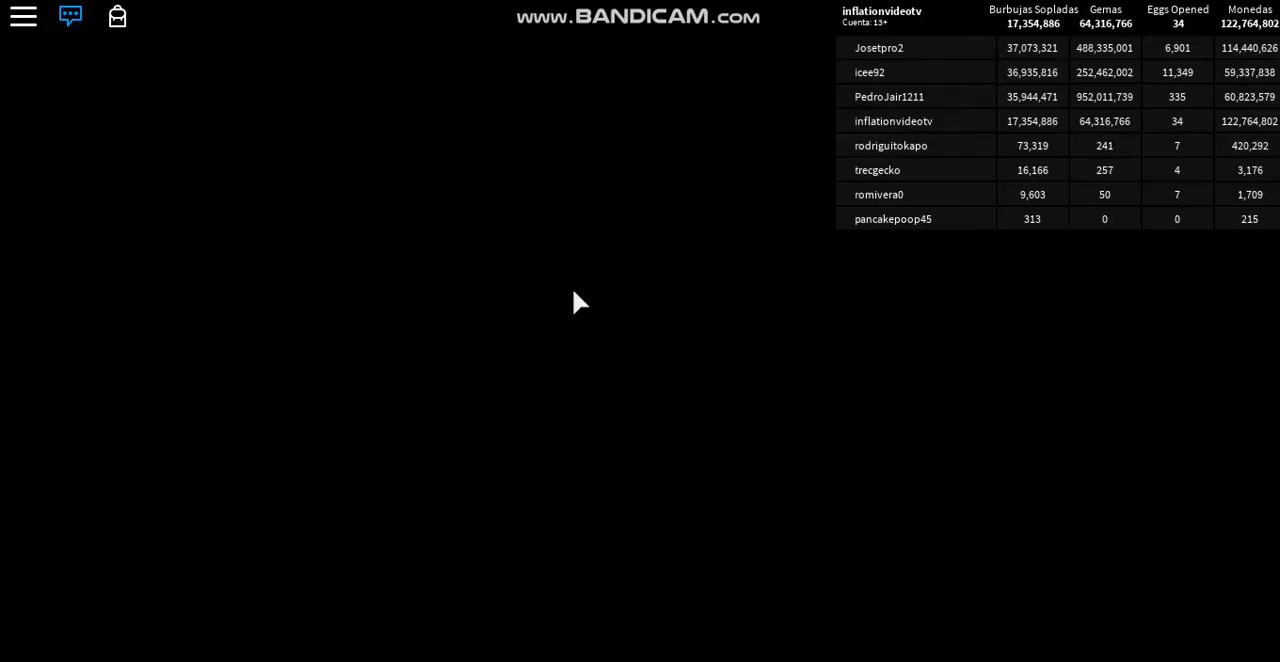 www.BANDICAM.com
inflationvideotv Burbujas Sopladas Gemas Eggs Opened Monedas
Cuenta: 13+ 17,354,886 64,316,766 34 122,764,802
Josetpro2 37,073,321 488,335,001 6,901 114,440,626
icee92 36,935,816 252,462,002 11,349 59,337,838
PedroJair1211 35,944,471 952,011,739 335 60,823,579
inflationvideotv 17,354,886 64,316,766 34 122,764,802
rodriguitokapo 73,319 241 7 420,292
trecgecko 16,166 257 4 3,176
romivera0 9,603 50 7 1,709
pancakepoop45 313 0 0 215